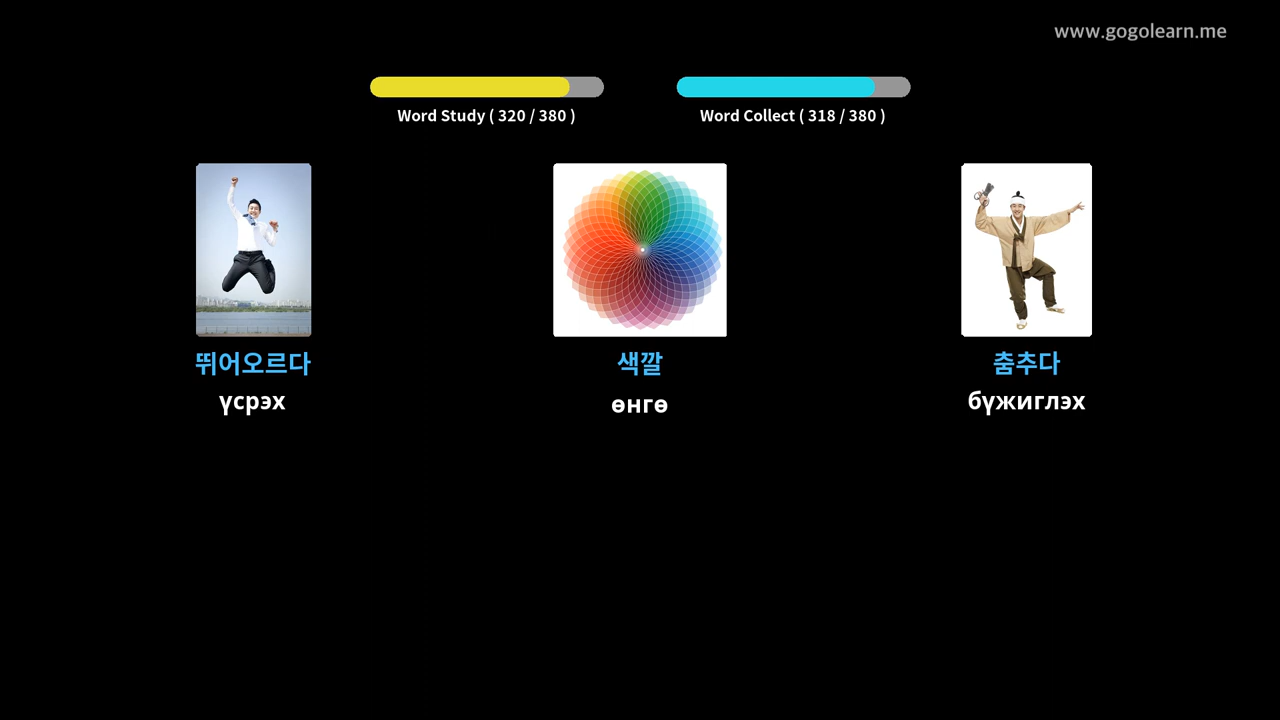 www.gogolearn.me
Word Study ( 320 / 380 )
Word Collect ( 318 / 380 )
뛰어오르다
색깔
춤추다
үсрэх
өнгө
бүжиглэх